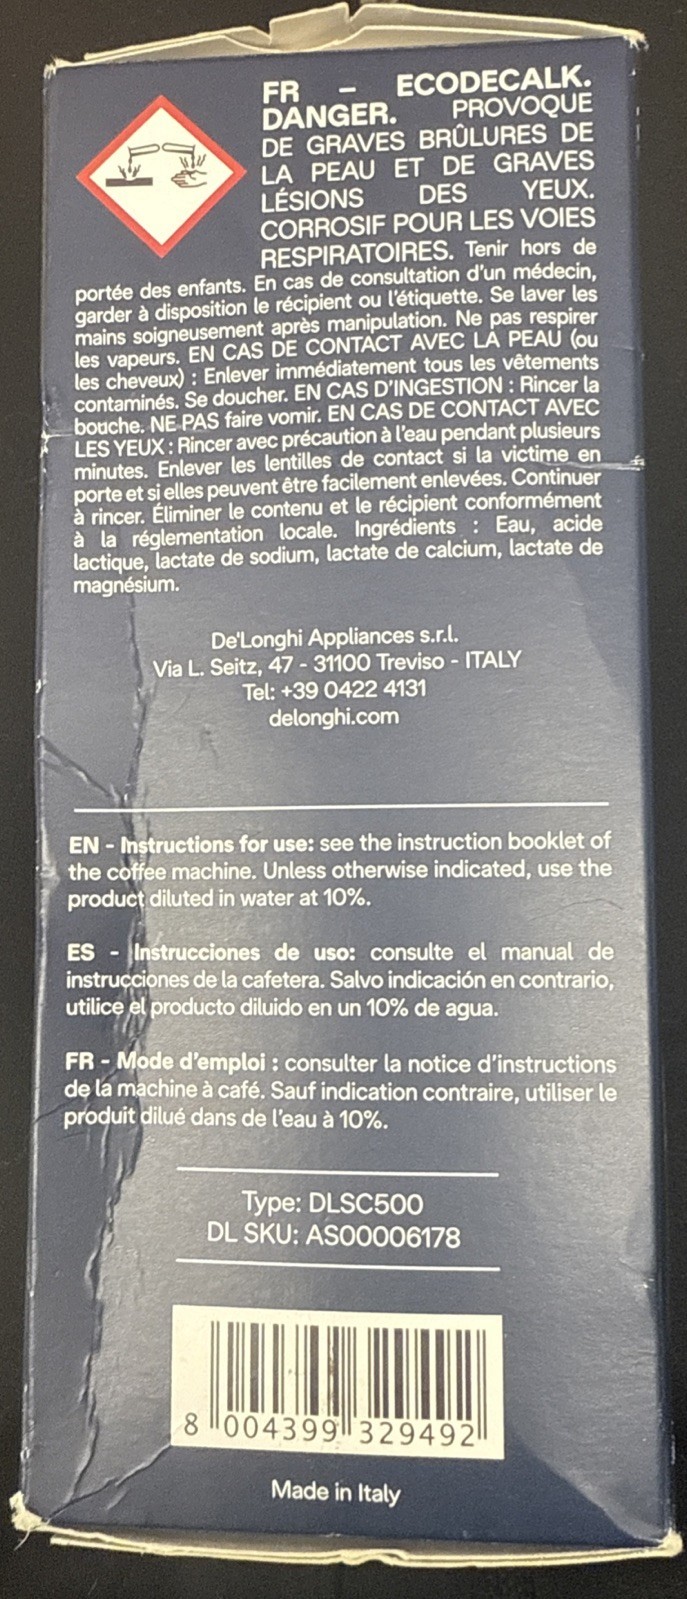 FR – ECODECALK.
DANGER. PROVOQUE
DE GRAVES BRÛLURES DE
LA PEAU ET DE GRAVES
LÉSIONS DES YEUX.
CORROSIF POUR LES VOIES
RESPIRATOIRES. Tenir hors de
portée des enfants. En cas de consultation d'un médecin,
garder à disposition le récipient ou l'étiquette. Se laver les
mains soigneusement après manipulation. Ne pas respirer
les vapeurs. EN CAS DE CONTACT AVEC LA PEAU (ou
les cheveux) : Enlever immédiatement tous les vêtements
contaminés. Se doucher. EN CAS D'INGESTION : Rincer la
bouche. NE PAS faire vomir. EN CAS DE CONTACT AVEC
LES YEUX : Rincer avec précaution à l'eau pendant plusieurs
minutes. Enlever les lentilles de contact si la victime en
porte et si elles peuvent être facilement enlevées. Continuer
à rincer. Éliminer le contenu et le récipient conformément
à la réglementation locale. Ingrédients : Eau, acide
lactique, lactate de sodium, lactate de calcium, lactate de
magnésium.
De'Longhi Appliances s.r.l.
Via L. Seitz, 47 - 31100 Treviso - ITALY
Tel: +39 0422 4131
delonghi.com
EN - Instructions for use: see the instruction booklet of
the coffee machine. Unless otherwise indicated, use the
product diluted in water at 10%.
ES - Instrucciones de uso: consulte el manual de
instrucciones de la cafetera. Salvo indicación en contrario,
utilice el producto diluido en un 10% de agua.
FR - Mode d'emploi : consulter la notice d'instructions
de la machine à café. Sauf indication contraire, utiliser le
produit dilué dans de l'eau à 10%.
Type: DLSC500
DL SKU: AS00006178
8 004399 329492
Made in Italy